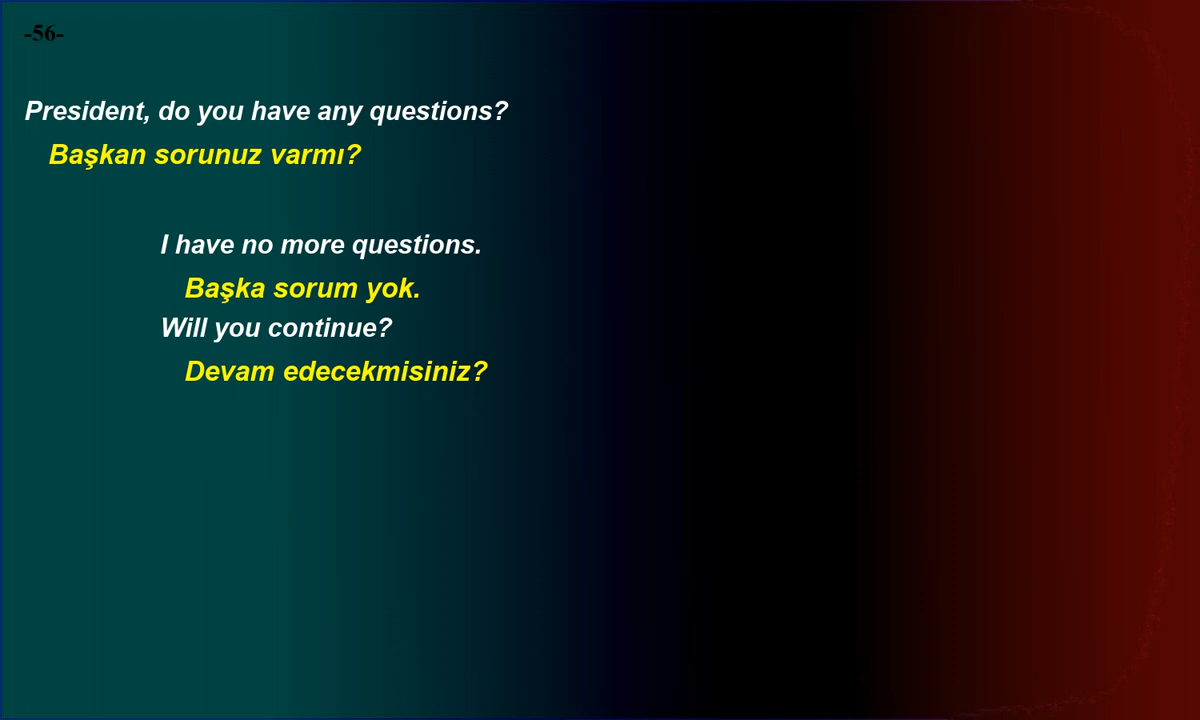 -56-
President, do you have any questions?
Başkan sorunuz varmı?
I have no more questions.
Başka sorum yok.
Will you continue?
Devam edecekmisiniz?